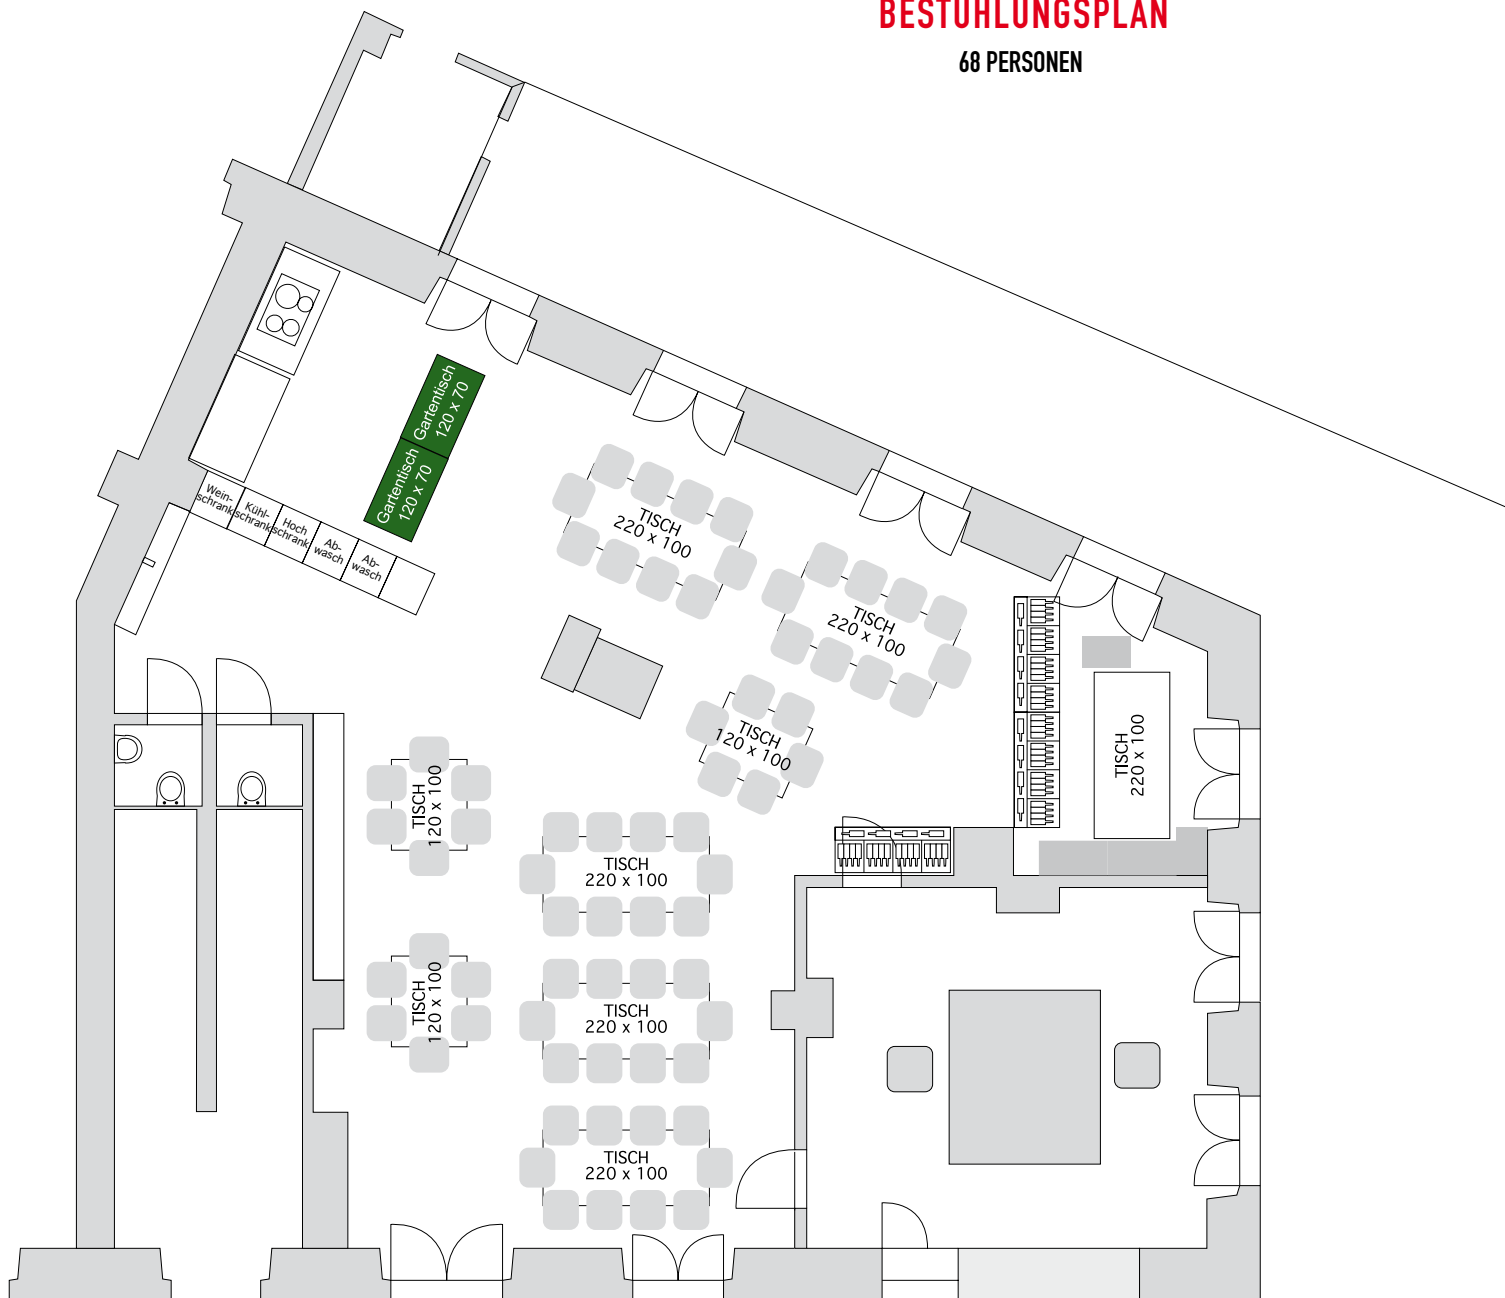 BESTUHLUNGSPLAN
68 PERSONEN
Gartentisch
120 x 70
Gartentisch
120 x 70
Wein-
schrank
Kühl-
schrank
Hoch
schrank
Ab-
wasch
Ab-
wasch
TISCH
220 x 100
TISCH
220 x 100
TISCH
120 x 100
TISCH
220 x 100
TISCH
120 x 100
TISCH
220 x 100
TISCH
120 x 100
TISCH
220 x 100
TISCH
220 x 100